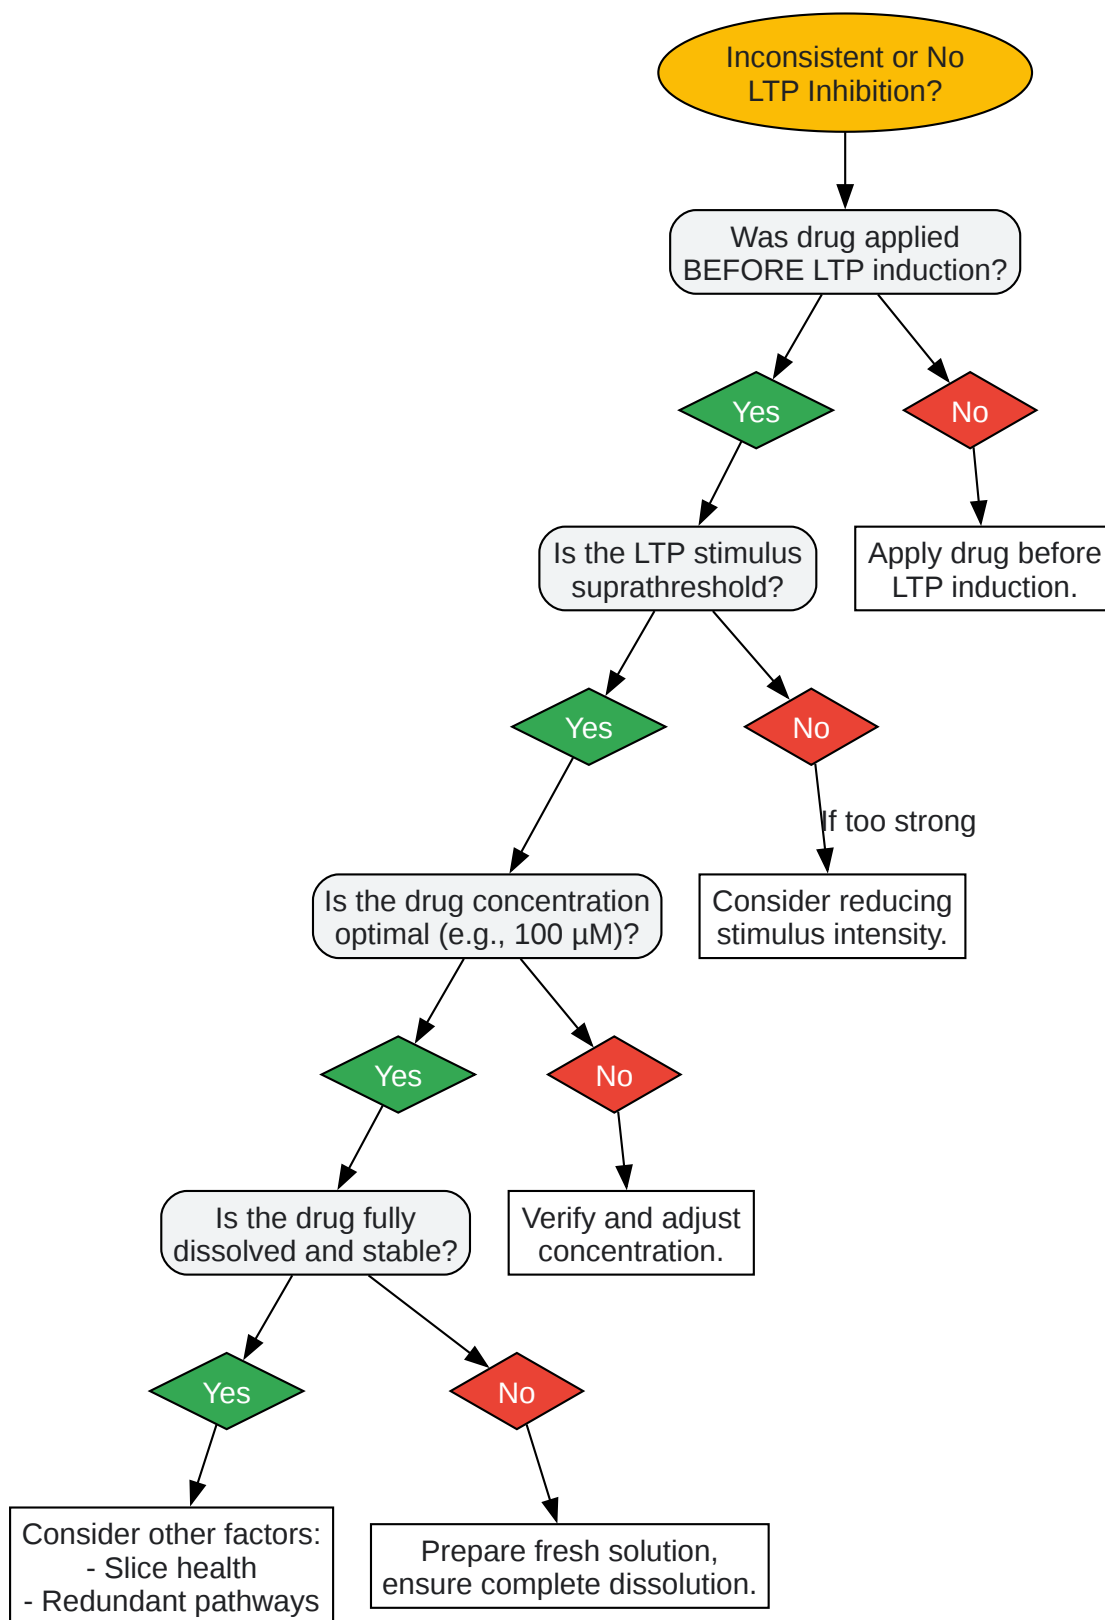 Inconsistent or No
LTP Inhibition?
Was drug applied
BEFORE LTP induction?
Yes
No
Is the LTP stimulus
suprathreshold?
Apply drug before
LTP induction.
Yes
No
If too strong
Is the drug concentration
optimal (e.g., 100 µM)?
Consider reducing
stimulus intensity.
Yes
No
Is the drug fully
dissolved and stable?
Verify and adjust
concentration.
Yes
No
Consider other factors:
- Slice health
- Redundant pathways
Prepare fresh solution,
ensure complete dissolution.